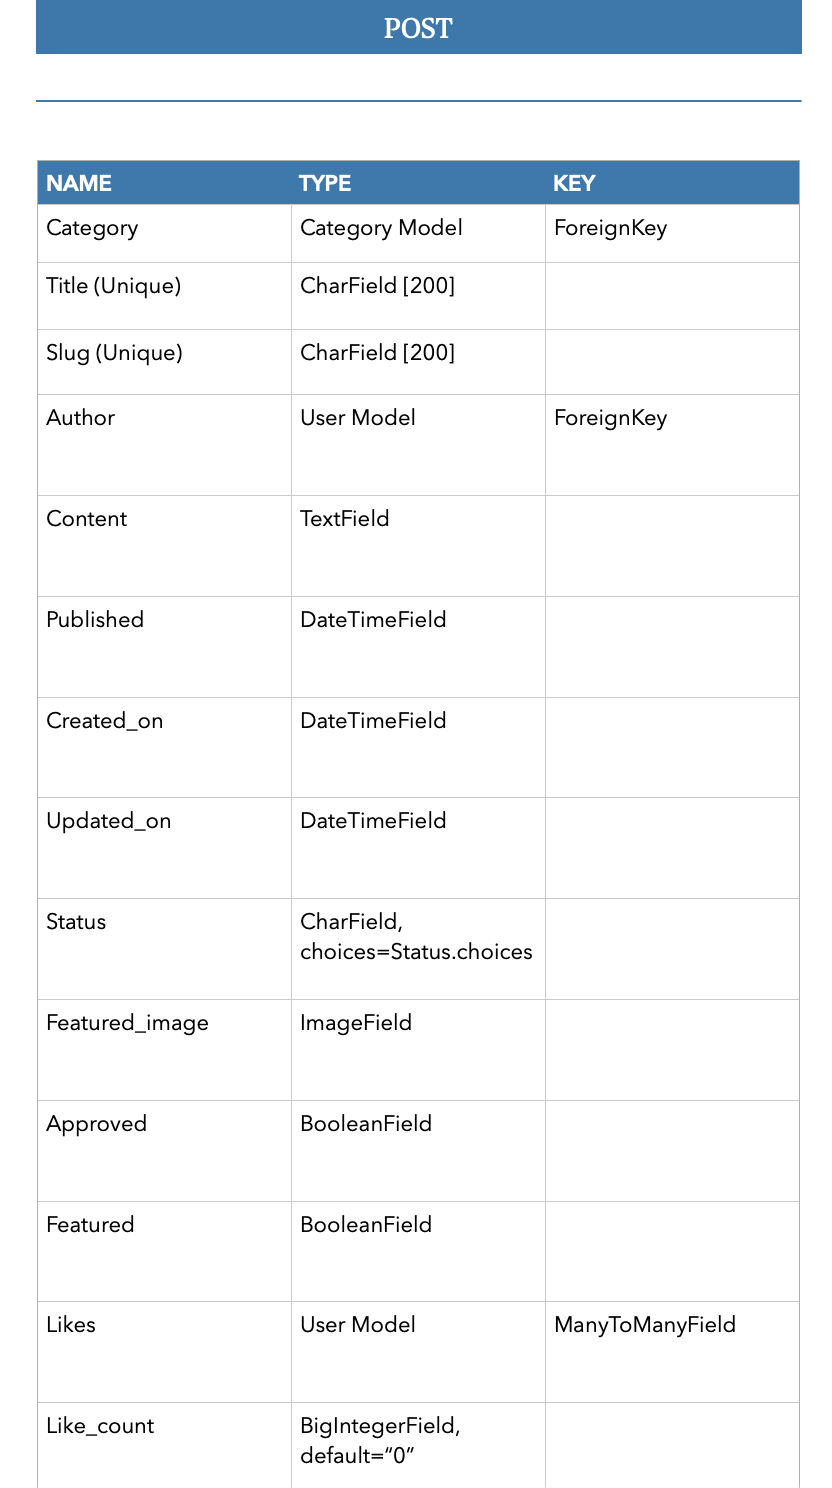 POST
NAME TYPE KEY
Category Category Model ForeignKey
Title (Unique) CharField [200]
Slug (Unique) CharField [200]
Author User Model ForeignKey
Content TextField
Published DateTimeField
Created_on DateTimeField
Updated_on DateTimeField
Status CharField,
choices=Status.choices
Featured_image ImageField
Approved BooleanField
Featured BooleanField
Likes User Model ManyToManyField
Like_count BigIntegerField,
default=“0”